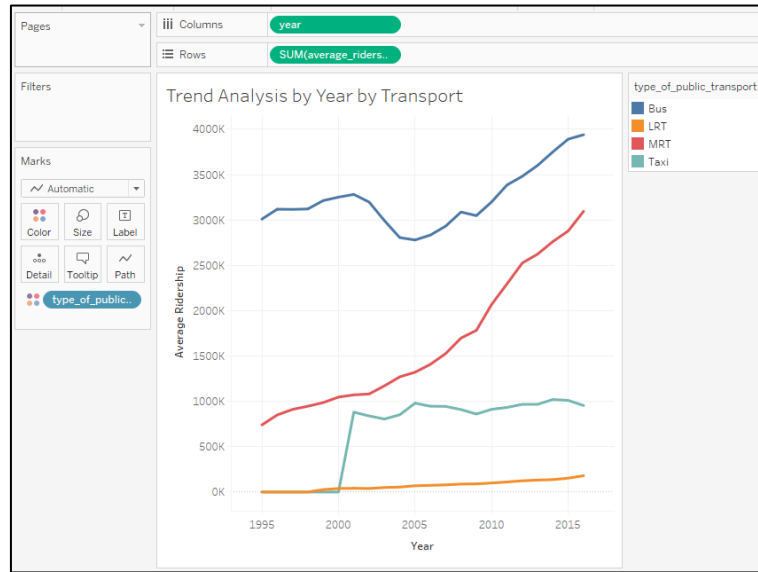 Pages
Columns
year
Rows
SUM(average_riders..
Filters
Marks
Automatic
Color
Size
Label
Detail
Tooltip
Path
type_of_public..
Trend Analysis by Year by Transport
4000K
3500K
3000K
2500K
2000K
1500K
1000K
500K
0K
Average Ridership
1995
2000
2005
2010
2015
Year
type_of_public_transport
Bus
LRT
MRT
Taxi